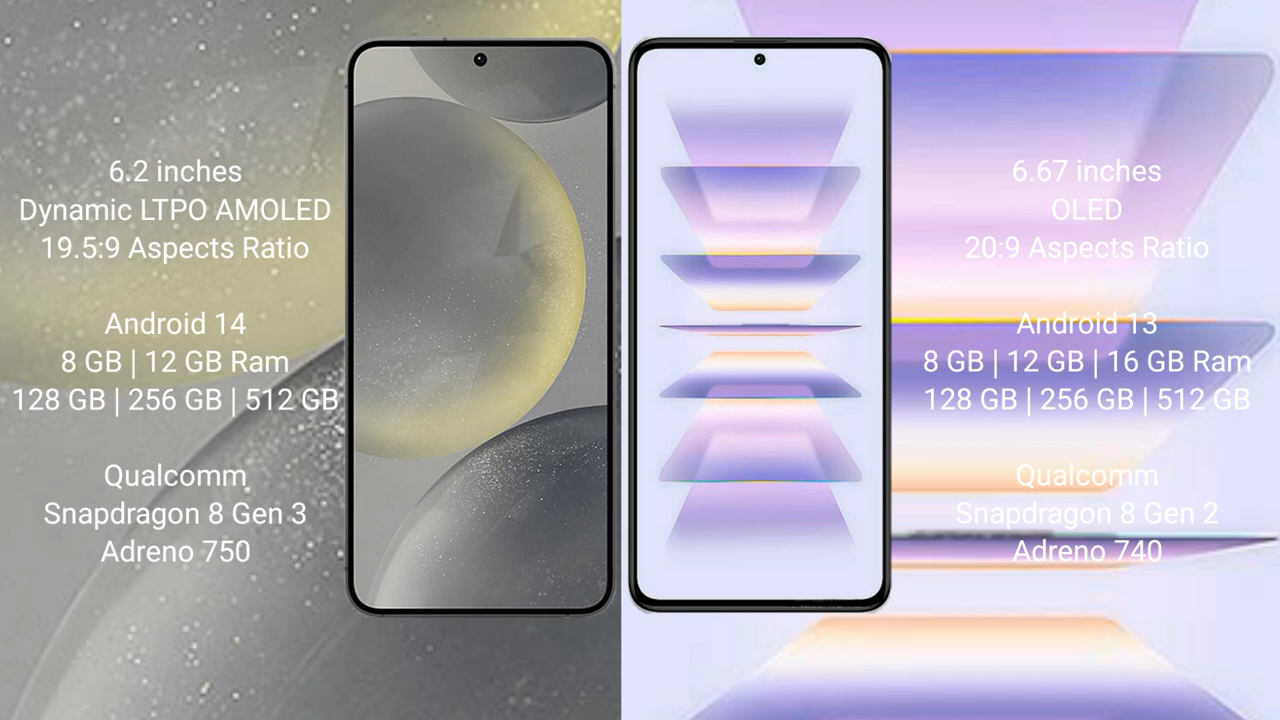 6.2 inches
Dynamic LTPO AMOLED
19.5:9 Aspects Ratio
Android 14
8 GB | 12 GB Ram
128 GB | 256 GB | 512 GB
Qualcomm
Snapdragon 8 Gen 3
Adreno 750
6.67 inches
OLED
20:9 Aspects Ratio
Android 13
8 GB | 12 GB | 16 GB Ram
128 GB | 256 GB | 512 GB
Qualcomm
Snapdragon 8 Gen 2
Adreno 740